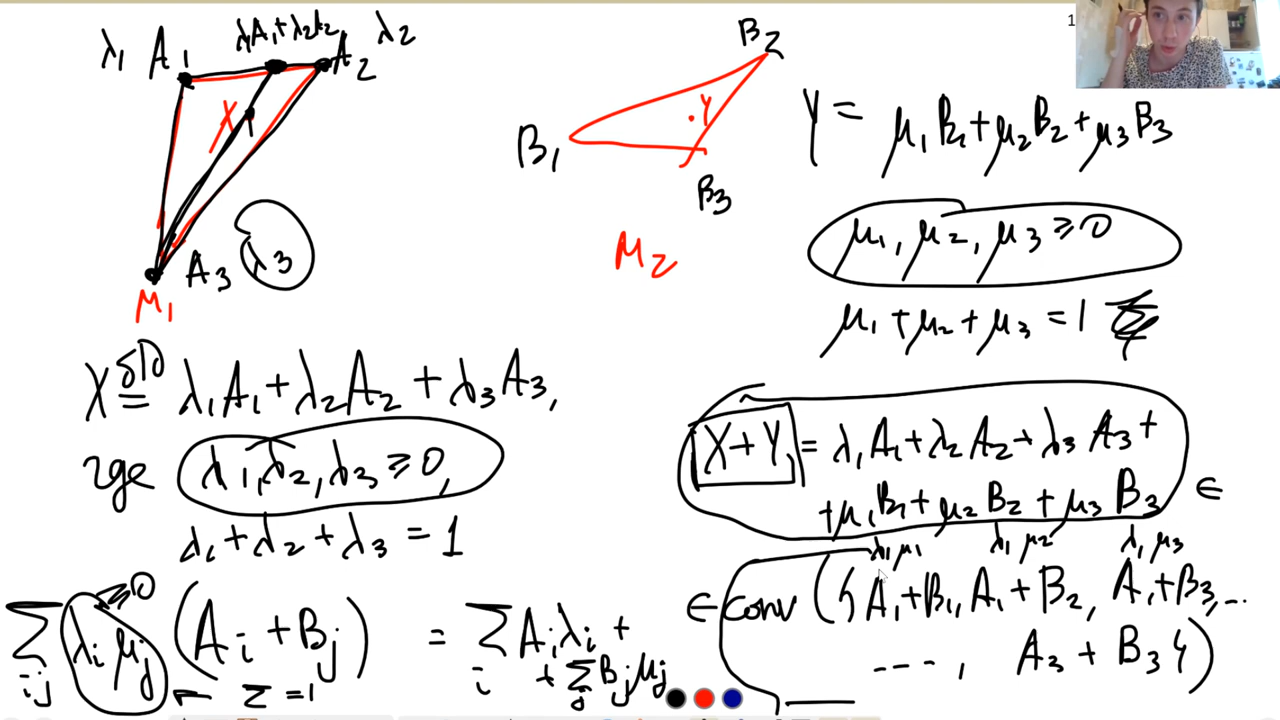 λ₁ A₁ λ₁A₁+λ₂A₂ A₂ λ₂
X
A₃ λ₃
M₁
B₂
Y
B₁
B₃
M₂
Y = μ₁B₁+μ₂B₂+μ₃B₃
μ₁, μ₂, μ₃ ≥ 0
μ₁+μ₂+μ₃ = 1
X = λ₁A₁+λ₂A₂+λ₃A₃,
где λ₁, λ₂, λ₃ ≥ 0,
λ₁+λ₂+λ₃ = 1
X+Y = λ₁A₁+λ₂A₂+λ₃A₃+
+μ₁B₁+μ₂B₂+μ₃B₃ ∈
λ₁μ₁ λ₁μ₂ λ₁μ₃
∈ conv ({A₁+B₁, A₁+B₂, A₁+B₃, ...
----, A₃+B₃})
≥0
∑ᵢⱼ λᵢμⱼ (Aᵢ+Bⱼ) = ∑ᵢ Aᵢλᵢ +
+ ∑ⱼ Bⱼμⱼ
Σ=1
1